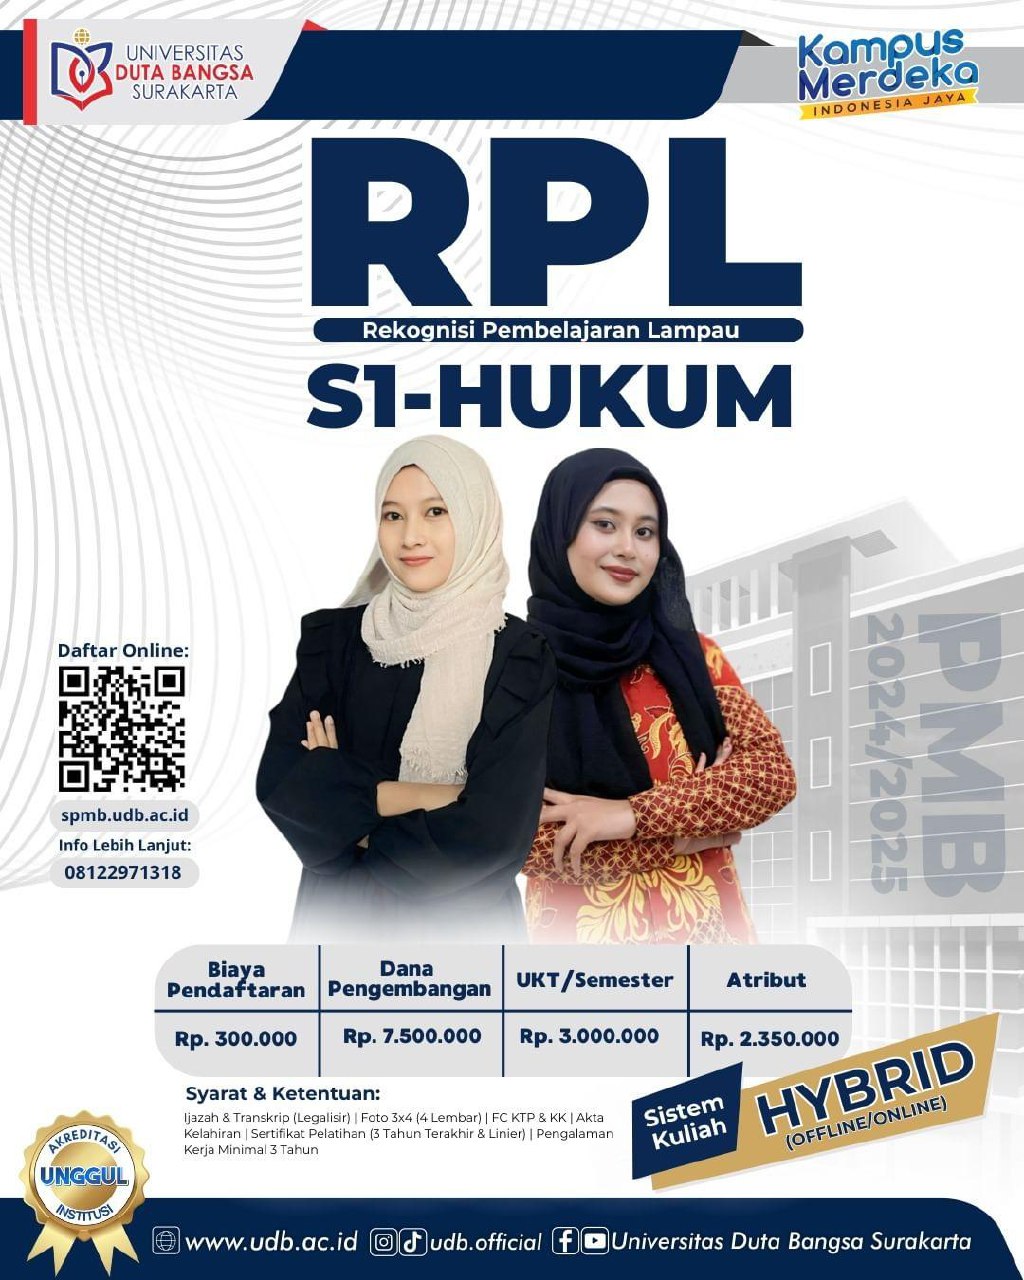 UNIVERSITAS
DUTA BANGSA
SURAKARTA
Kampus
Merdeka
INDONESIA JAYA
RPL
Rekognisi Pembelajaran Lampau
S1-HUKUM
Daftar Online:
spmb.udb.ac.id
Info Lebih Lanjut:
08122971318
PMB
2024/2025
Biaya
Pendaftaran
Dana
Pengembangan
UKT/Semester
Atribut
Rp. 300.000
Rp. 7.500.000
Rp. 3.000.000
Rp. 2.350.000
Syarat & Ketentuan:
Ijazah & Transkrip (Legalisir) | Foto 3x4 (4 Lembar) | FC KTP & KK | Akta
Kelahiran | Sertifikat Pelatihan (3 Tahun Terakhir & Linier) | Pengalaman
Kerja Minimal 3 Tahun
Sistem
Kuliah
HYBRID
(OFFLINE/ONLINE)
AKREDITASI
UNGGUL
INSTITUSI
www.udb.ac.id
udb.official
Universitas Duta Bangsa Surakarta